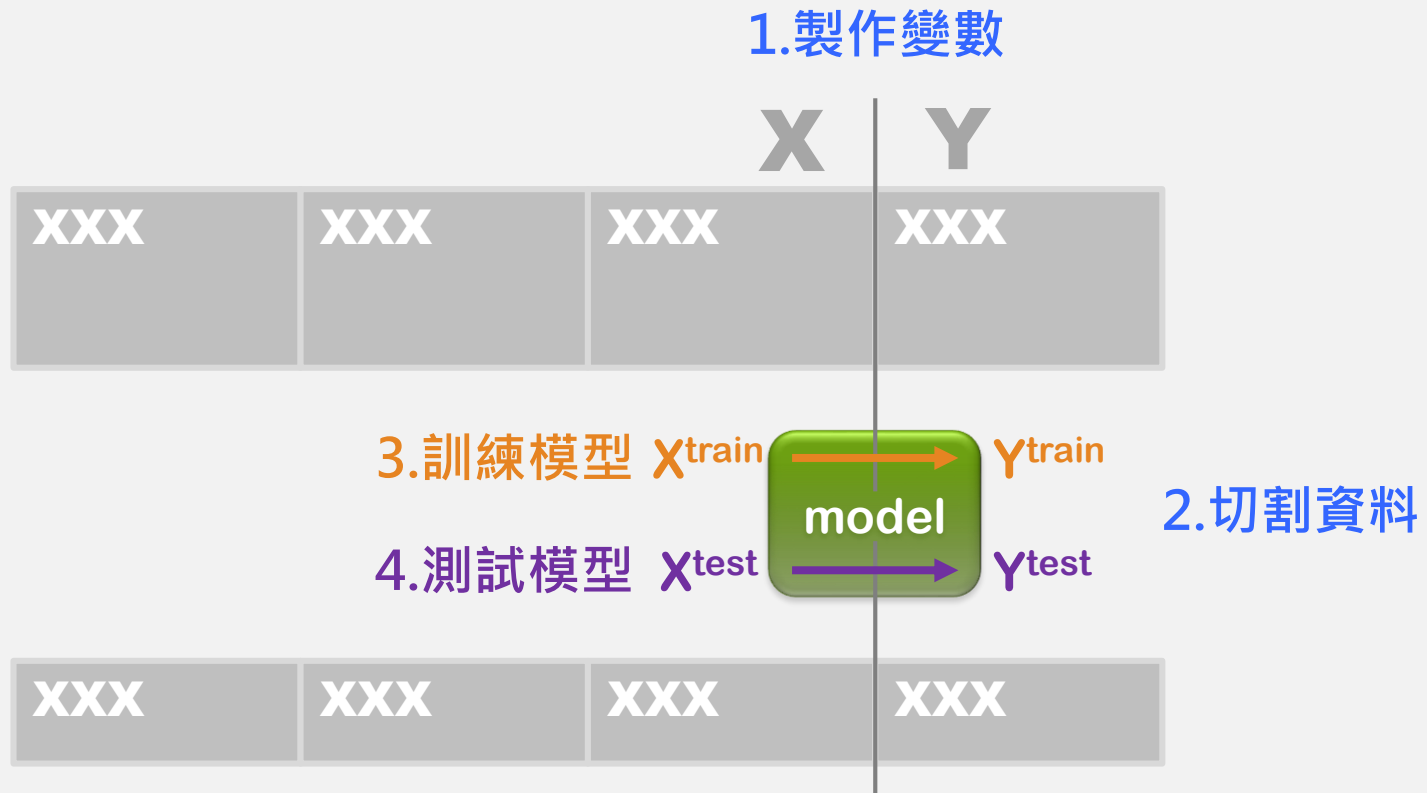 1.製作變數
X Y
XXX XXX XXX XXX
3.訓練模型 Xtrain Ytrain
model
2.切割資料
4.測試模型 Xtest Ytest
XXX XXX XXX XXX